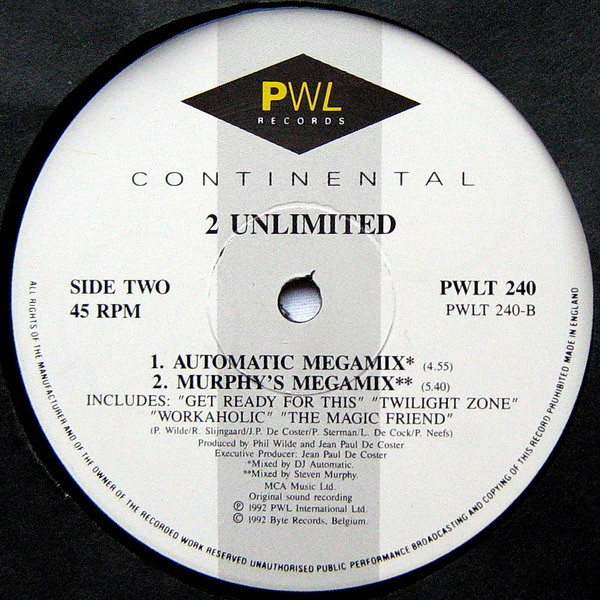 PWL
RECORDS
CONTINENTAL
2 UNLIMITED
SIDE TWO
45 RPM
PWLT 240
PWLT 240-B
1. AUTOMATIC MEGAMIX* (4.55)
2. MURPHY'S MEGAMIX** (5.40)
INCLUDES: "GET READY FOR THIS" "TWILIGHT ZONE"
"WORKAHOLIC" "THE MAGIC FRIEND"
(P. Wilde/R. Slijngaard/J.P. De Coster/P. Sterman/L. De Cock/P. Neefs)
Produced by Phil Wilde and Jean Paul De Coster
Executive Producer: Jean Paul De Coster
*Mixed by DJ Automatic.
**Mixed by Steven Murphy.
MCA Music Ltd.
Original sound recording
℗ 1992 PWL International Ltd.
© 1992 Byte Records, Belgium.
ALL RIGHTS OF THE MANUFACTURER AND OF THE OWNER OF THE RECORDED WORK RESERVED UNAUTHORISED PUBLIC PERFORMANCE BROADCASTING AND COPYING OF THIS RECORD PROHIBITED MADE IN ENGLAND